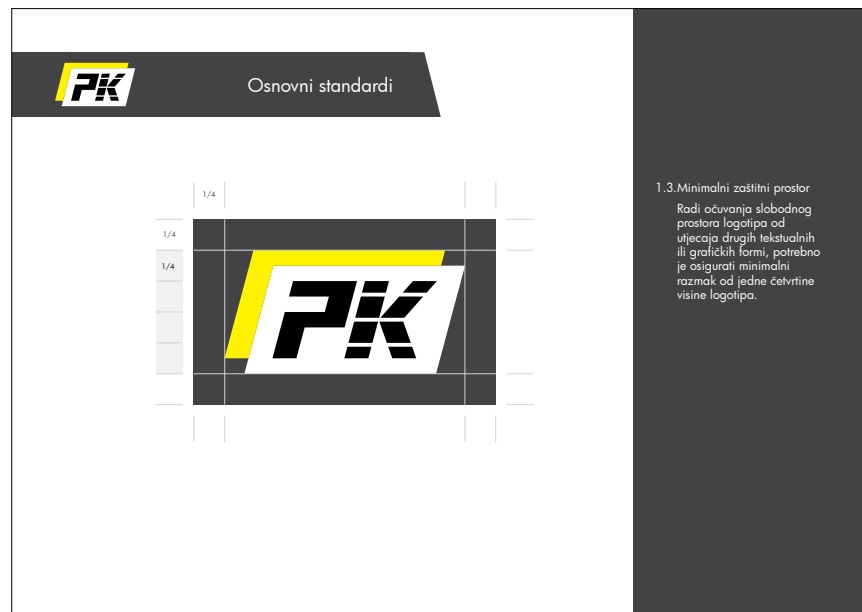 PK
Osnovni standardi
1/4
1/4
1/4
PK
1.3.Minimalni zaštitni prostor
Radi očuvanja slobodnog
prostora logotipa od
utjecaja drugih tekstualnih
ili grafičkih formi, potrebno
je osigurati minimalni
razmak od jedne četvrtine
visine logotipa.